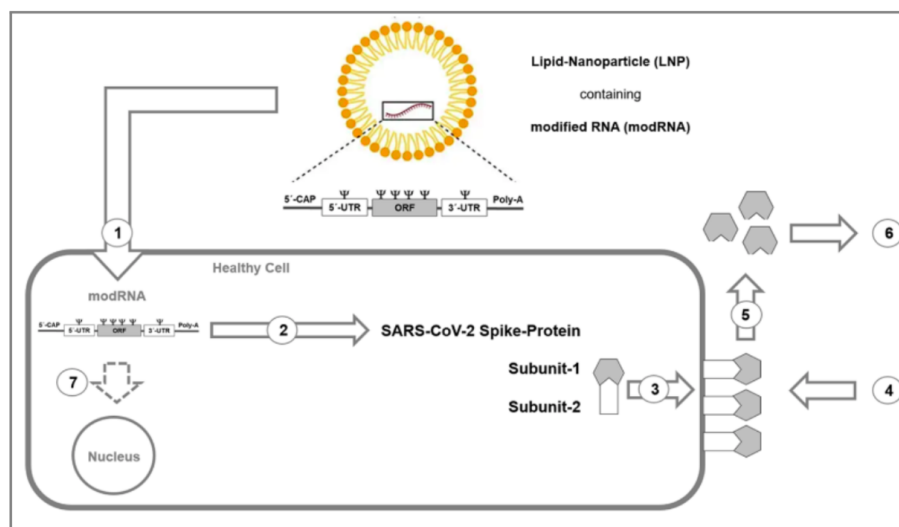 Lipid-Nanoparticle (LNP)
containing
modified RNA (modRNA)
Ψ Ψ Ψ Ψ Ψ Ψ
5´-CAP 5´-UTR ORF 3´-UTR Poly-A
1
6
Healthy Cell
modRNA
Ψ Ψ Ψ Ψ Ψ Ψ
5´-CAP 5´-UTR ORF 3´-UTR Poly-A
2
SARS-CoV-2 Spike-Protein
5
Subunit-1
7
3
4
Subunit-2
Nucleus